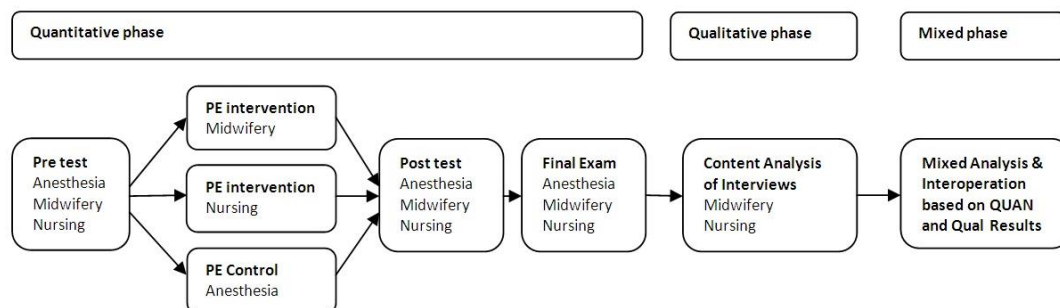 Quantitative phase
Qualitative phase
Mixed phase
PE intervention
Midwifery
Pre test
Anesthesia
Midwifery
Nursing
PE intervention
Nursing
PE Control
Anesthesia
Post test
Anesthesia
Midwifery
Nursing
Final Exam
Anesthesia
Midwifery
Nursing
Content Analysis
of Interviews
Midwifery
Nursing
Mixed Analysis &
Interoperation
based on QUAN
and Qual Results